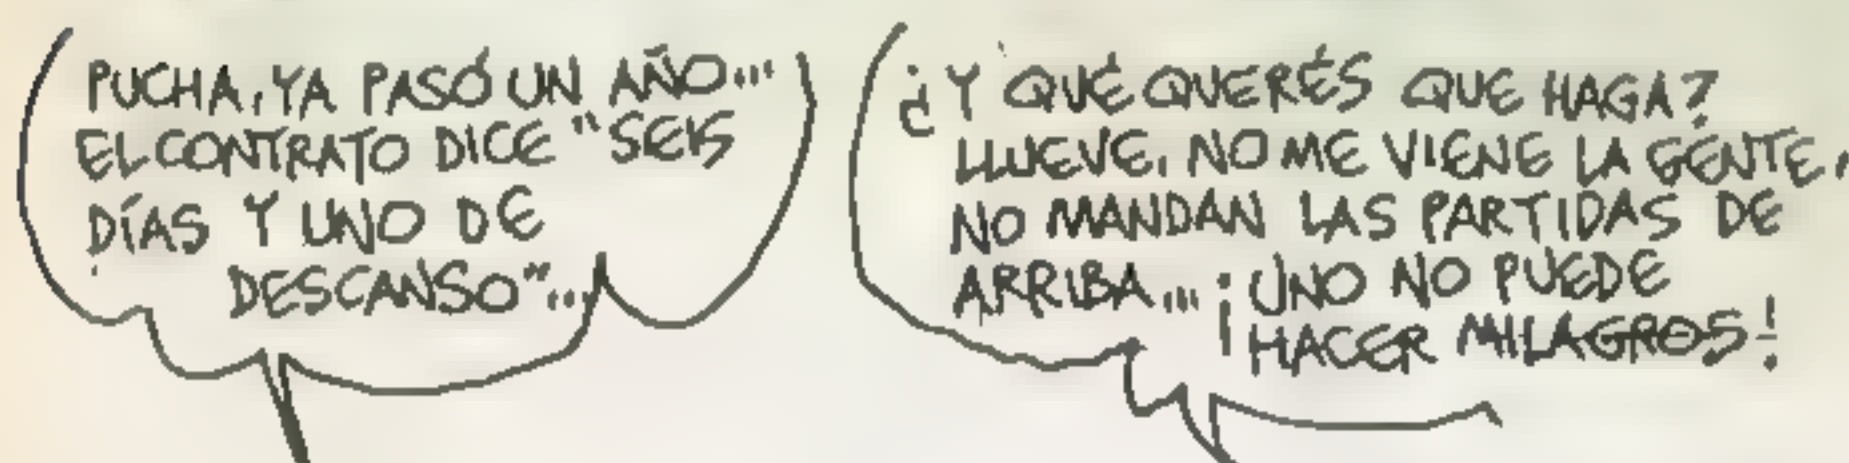 PUCHA, YA PASÓ UN AÑO...
EL CONTRATO DICE "SEIS
DÍAS Y UNO DE
DESCANSO"...
¿Y QUÉ QUERÉS QUE HAGA?
LLUEVE, NO ME VIENE LA GENTE,
NO MANDAN LAS PARTIDAS DE
ARRIBA... ¡UNO NO PUEDE
HACER MILAGROS!